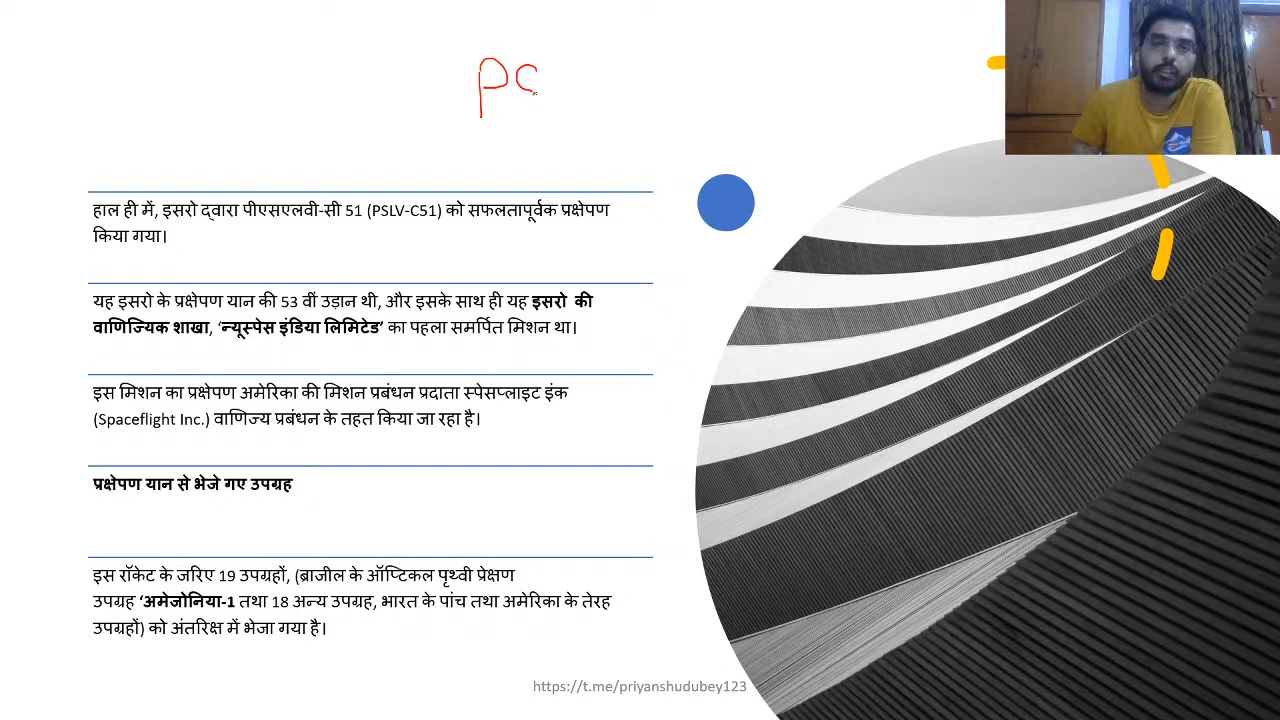 PS
हाल ही में, इसरो द्वारा पीएसएलवी-सी 51 (PSLV-C51) को सफलतापूर्वक प्रक्षेपण
किया गया।
यह इसरो के प्रक्षेपण यान की 53 वीं उड़ान थी, और इसके साथ ही यह इसरो की
वाणिज्यिक शाखा, ‘न्यूस्पेस इंडिया लिमिटेड’ का पहला समर्पित मिशन था।
इस मिशन का प्रक्षेपण अमेरिका की मिशन प्रबंधन प्रदाता स्पेसफ्लाइट इंक
(Spaceflight Inc.) वाणिज्य प्रबंधन के तहत किया जा रहा है।
प्रक्षेपण यान से भेजे गए उपग्रह
इस रॉकेट के जरिए 19 उपग्रहों, (ब्राजील के ऑप्टिकल पृथ्वी प्रेक्षण
उपग्रह ‘अमेजोनिया-1 तथा 18 अन्य उपग्रह, भारत के पांच तथा अमेरिका के तेरह
उपग्रहों) को अंतरिक्ष में भेजा गया है।
https://t.me/priyanshudubey123